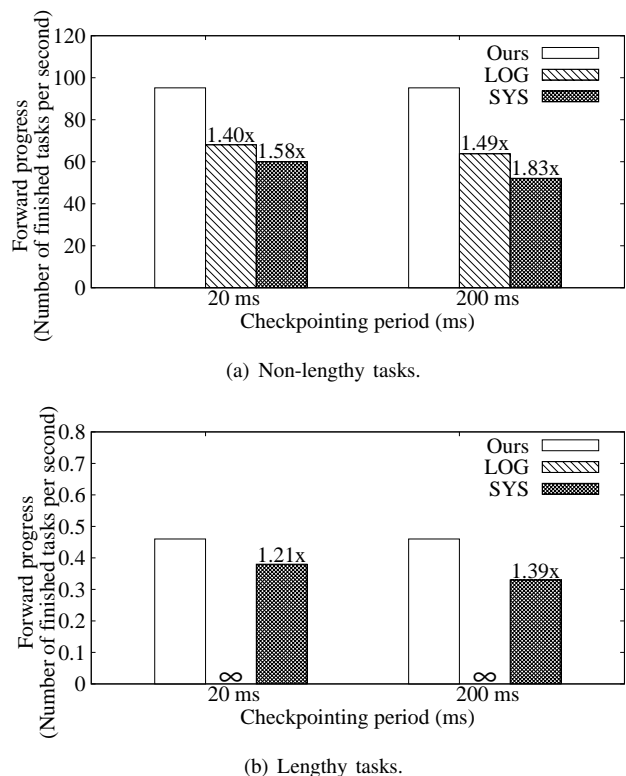 Forward progress
(Number of finished tasks per second)
120
100
80
60
40
20
0
Ours
LOG
SYS
1.40x
1.58x
1.49x
1.83x
20 ms
200 ms
Checkpointing period (ms)
(a) Non-lengthy tasks.
Forward progress
(Number of finished tasks per second)
0.8
0.7
0.6
0.5
0.4
0.3
0.2
0.1
0
Ours
LOG
SYS
∞
1.21x
∞
1.39x
20 ms
200 ms
Checkpointing period (ms)
(b) Lengthy tasks.